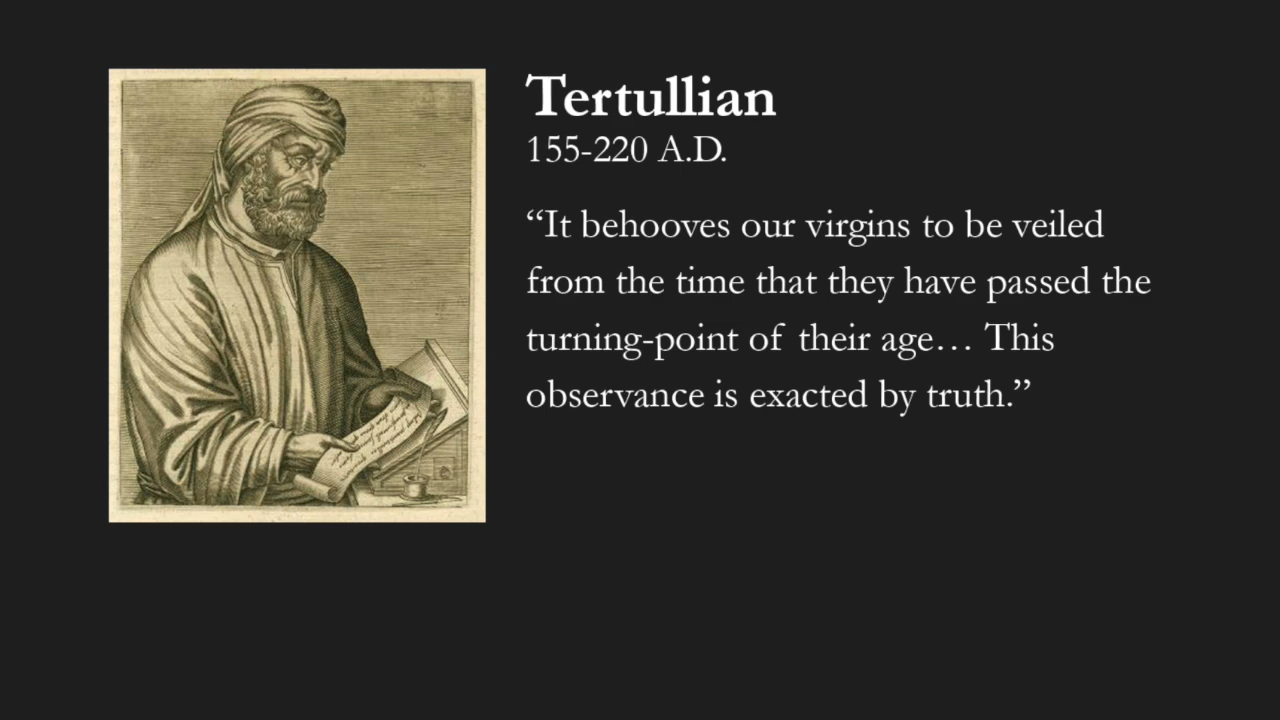 Tertullian
155-220 A.D.
“It behooves our virgins to be veiled
from the time that they have passed the
turning-point of their age… This
observance is exacted by truth.”